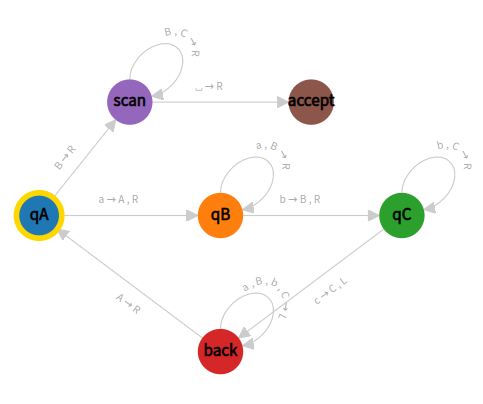 B,C→R
scan
␣→R
accept
B→R
a,B→R
b,C→R
qA
a→A,R
qB
b→B,R
qC
A→R
a,B,b,C→L
c→C,L
back